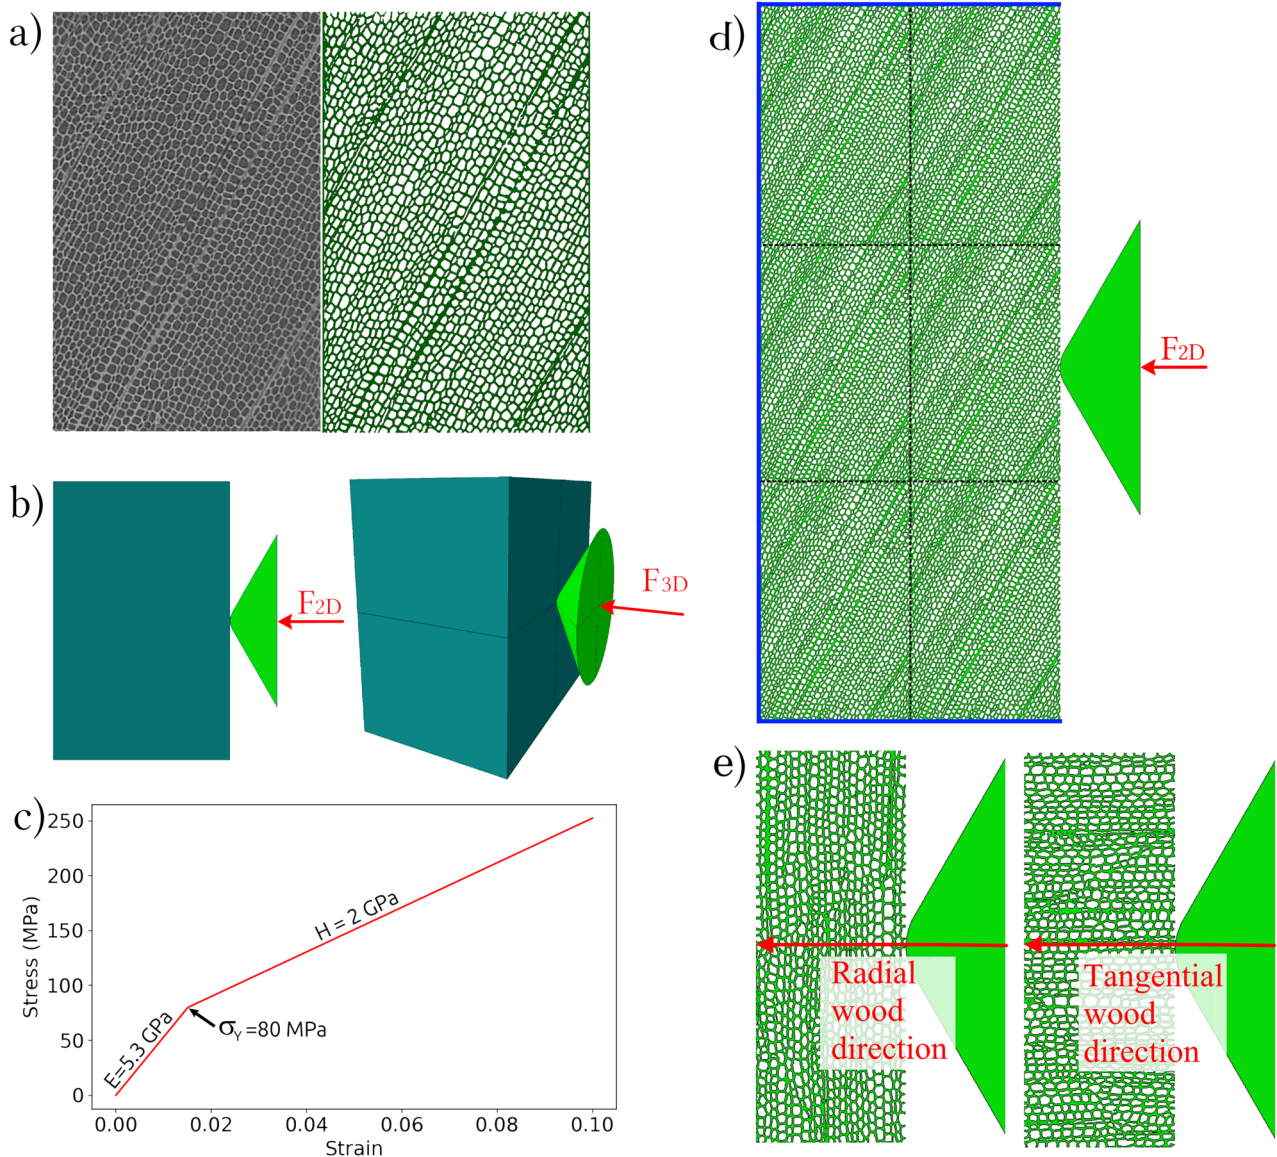 a)
d)
F2D
b)
F2D
F3D
c)
250
200
150
100
50
0
Stress (MPa)
E=5.3 GPa
H = 2 GPa
σY =80 MPa
0.00 0.02 0.04 0.06 0.08 0.10
Strain
e)
Radial
wood
direction
Tangential
wood
direction